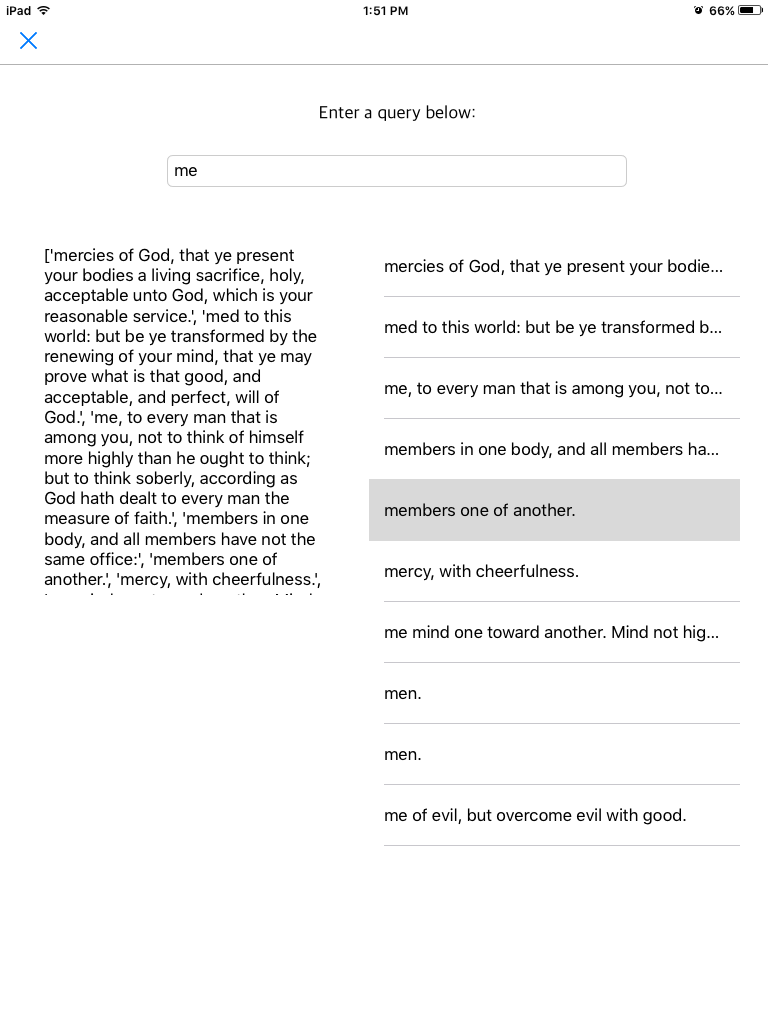 iPad 1:51 PM 66%
Enter a query below:
me
['mercies of God, that ye present
your bodies a living sacrifice, holy,
acceptable unto God, which is your
reasonable service.', 'med to this
world: but be ye transformed by the
renewing of your mind, that ye may
prove what is that good, and
acceptable, and perfect, will of
God.', 'me, to every man that is
among you, not to think of himself
more highly than he ought to think;
but to think soberly, according as
God hath dealt to every man the
measure of faith.', 'members in one
body, and all members have not the
same office:', 'members one of
another.', 'mercy, with cheerfulness.',
mercies of God, that ye present your bodie...
med to this world: but be ye transformed b...
me, to every man that is among you, not to...
members in one body, and all members ha...
members one of another.
mercy, with cheerfulness.
me mind one toward another. Mind not hig...
men.
men.
me of evil, but overcome evil with good.